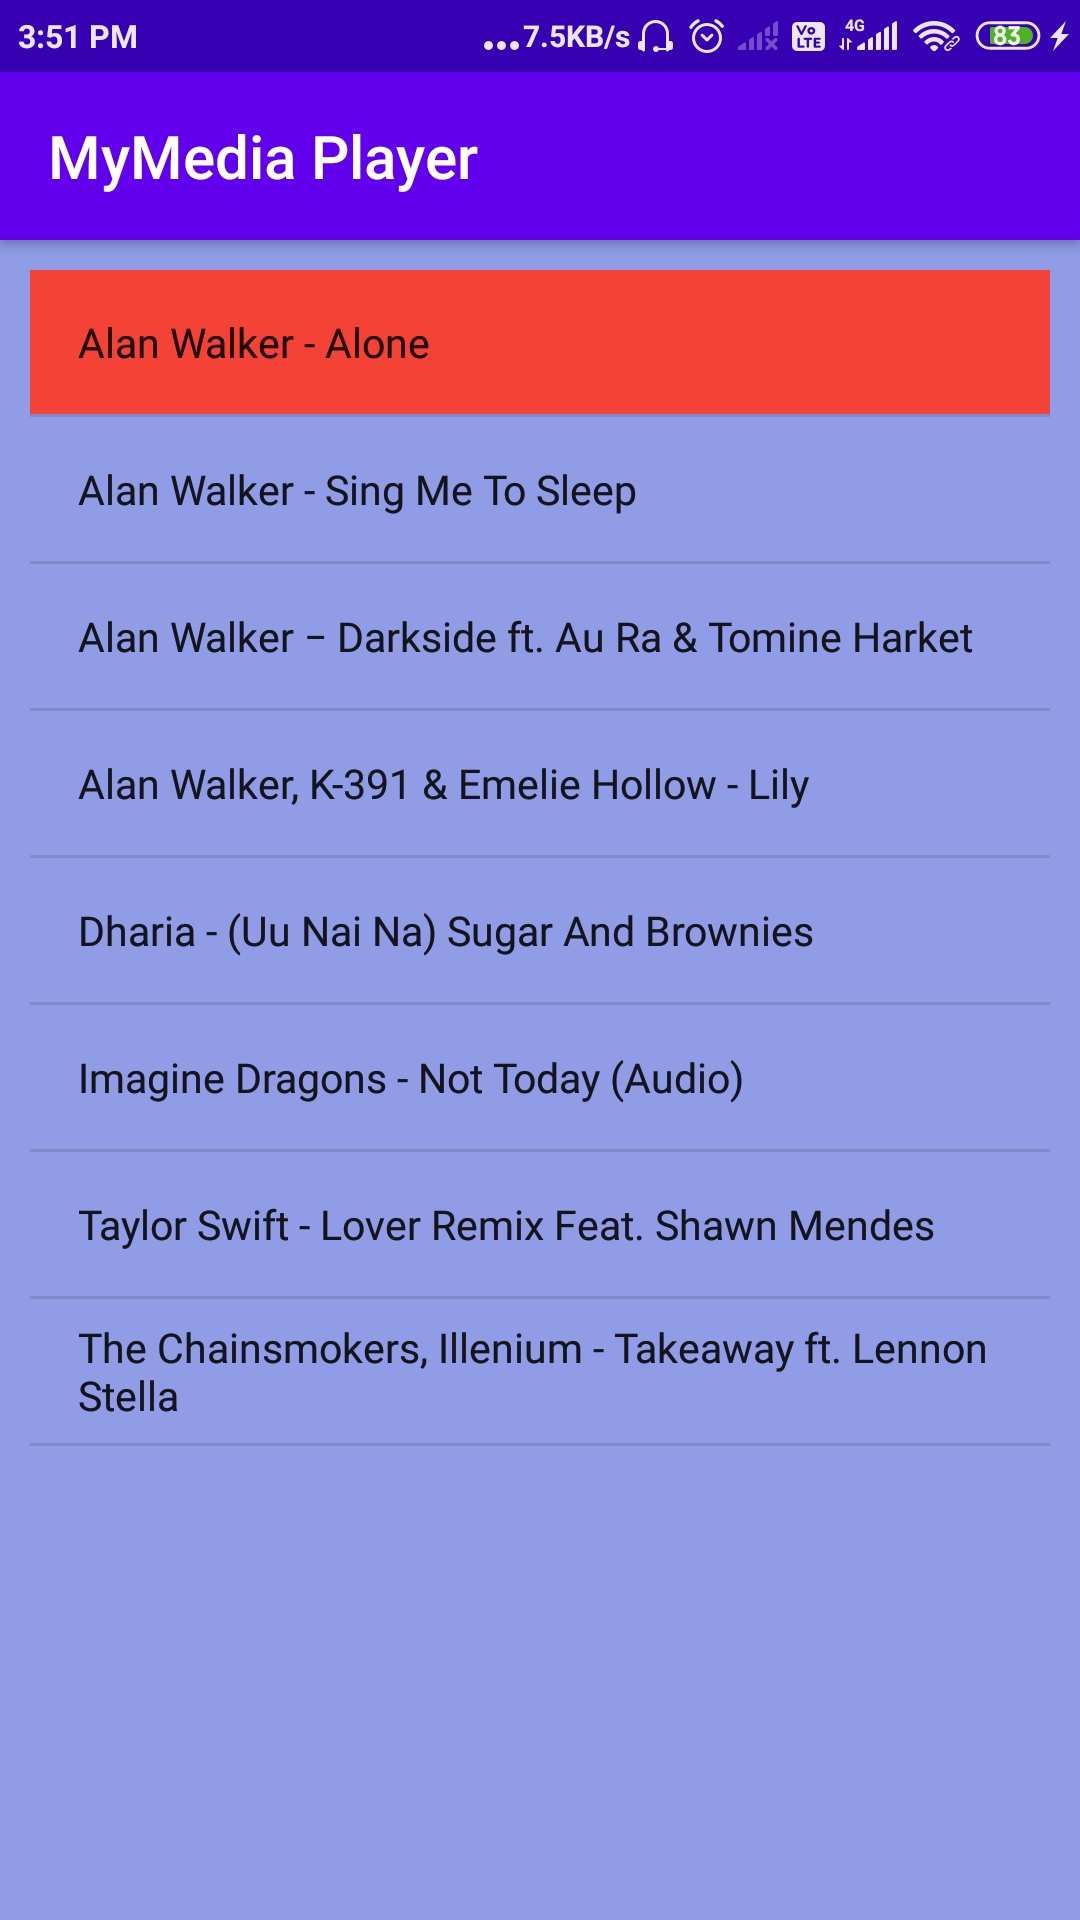 3:51 PM ...7.5KB/s Vo LTE 4G 83
MyMedia Player
Alan Walker - Alone
Alan Walker - Sing Me To Sleep
Alan Walker – Darkside ft. Au Ra & Tomine Harket
Alan Walker, K-391 & Emelie Hollow - Lily
Dharia - (Uu Nai Na) Sugar And Brownies
Imagine Dragons - Not Today (Audio)
Taylor Swift - Lover Remix Feat. Shawn Mendes
The Chainsmokers, Illenium - Takeaway ft. Lennon
Stella